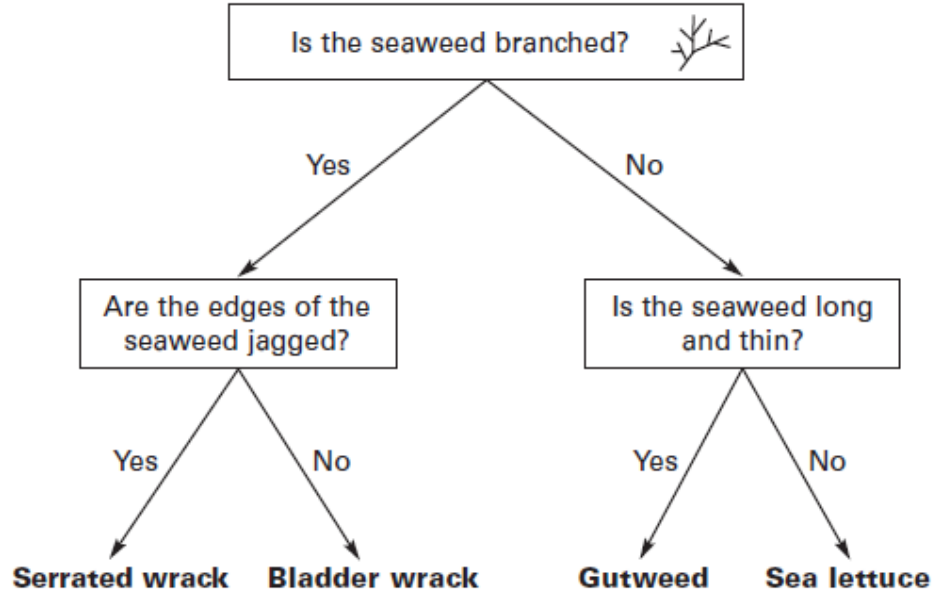 Is the seaweed branched?
Yes
No
Are the edges of the
seaweed jagged?
Is the seaweed long
and thin?
Yes
No
Yes
No
Serrated wrack
Bladder wrack
Gutweed
Sea lettuce